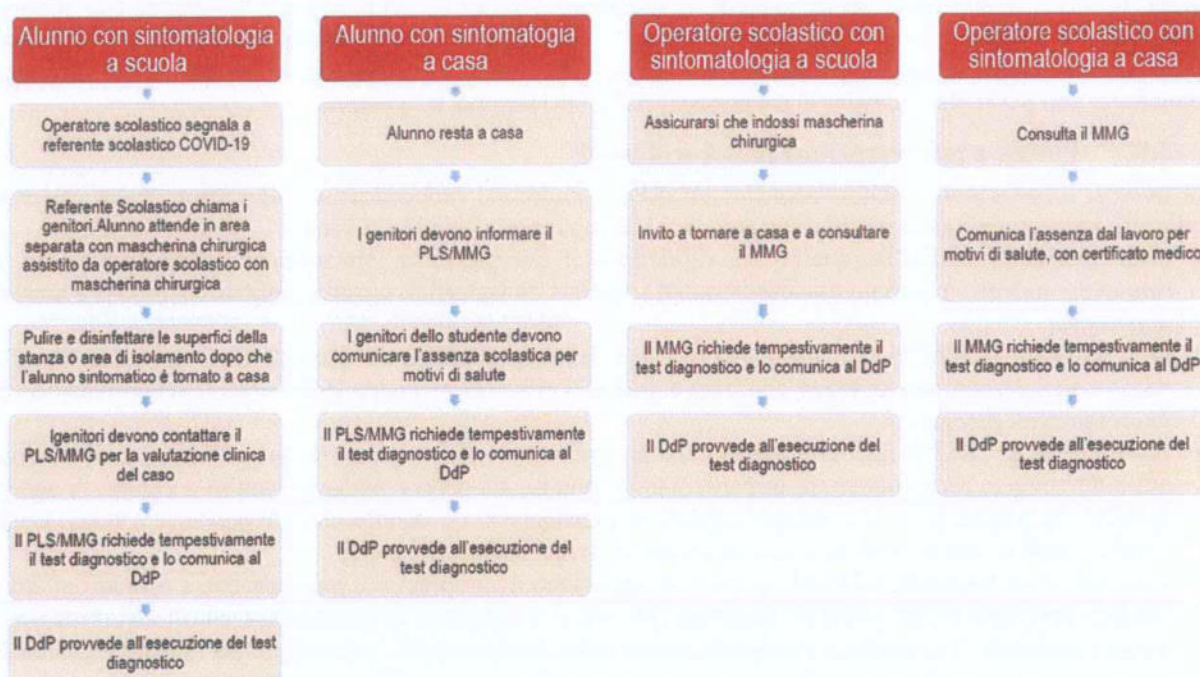 Alunno con sintomatologia
a scuola
Operatore scolastico segnala a
referente scolastico COVID-19
Referente Scolastico chiama i
genitori.Alunno attende in area
separata con mascherina chirurgica
assistito da operatore scolastico con
mascherina chirurgica
Pulire e disinfettare le superfici della
stanza o area di isolamento dopo che
l'alunno sintomatico è tornato a casa
Igenitori devono contattare il
PLS/MMG per la valutazione clinica
del caso
Il PLS/MMG richiede tempestivamente
il test diagnostico e lo comunica al
DdP
Il DdP provvede all'esecuzione del test
diagnostico
Alunno con sintomatogia
a casa
Alunno resta a casa
I genitori devono informare il
PLS/MMG
I genitori dello studente devono
comunicare l'assenza scolastica per
motivi di salute
Il PLS/MMG richiede tempestivamente
il test diagnostico e lo comunica al
DdP
Il DdP provvede all'esecuzione del
test diagnostico
Operatore scolastico con
sintomatologia a scuola
Assicurarsi che indossi mascherina
chirurgica
Invito a tornare a casa e a consultare
il MMG
Il MMG richiede tempestivamente il
test diagnostico e lo comunica al DdP
Il DdP provvede all'esecuzione del
test diagnostico
Operatore scolastico con
sintomatologia a casa
Consulta il MMG
Comunica l'assenza dal lavoro per
motivi di salute, con certificato medico
Il MMG richiede tempestivamente il
test diagnostico e lo comunica al DdP
Il DdP provvede all'esecuzione del
test diagnostico